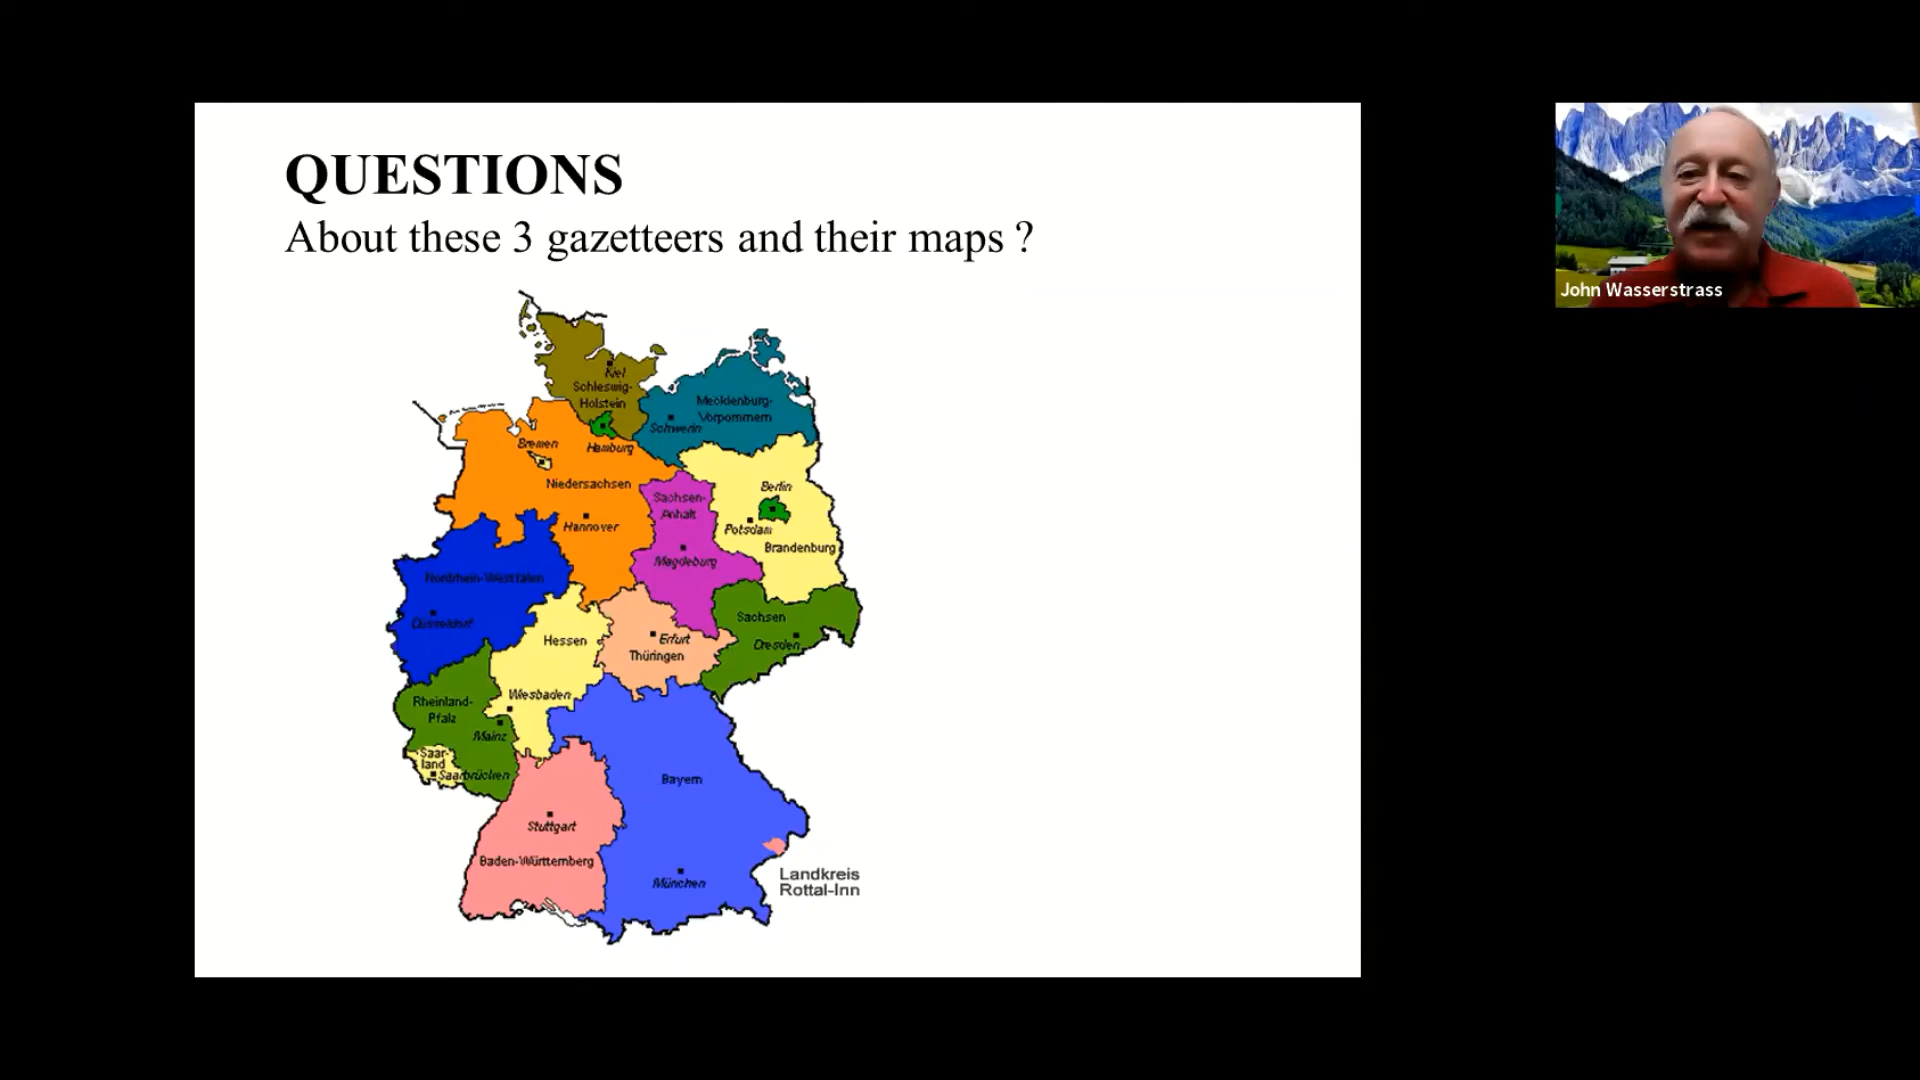 QUESTIONS
About these 3 gazetteers and their maps ?
John Wasserstrass
Kiel
Schleswig-
Holstein
Mecklenburg-
Vorpommern
Schwerin
Bremen
Hamburg
Niedersachsen
Hannover
Sachsen-
Anhalt
Magdeburg
Berlin
Potsdam
Brandenburg
Nordrhein-Westfalen
Düsseldorf
Hessen
Wiesbaden
Erfurt
Thüringen
Sachsen
Dresden
Rheinland-
Pfalz
Mainz
Saar-
land
Saarbrücken
Bayern
Stuttgart
Baden-Württemberg
München
Landkreis
Rottal-Inn